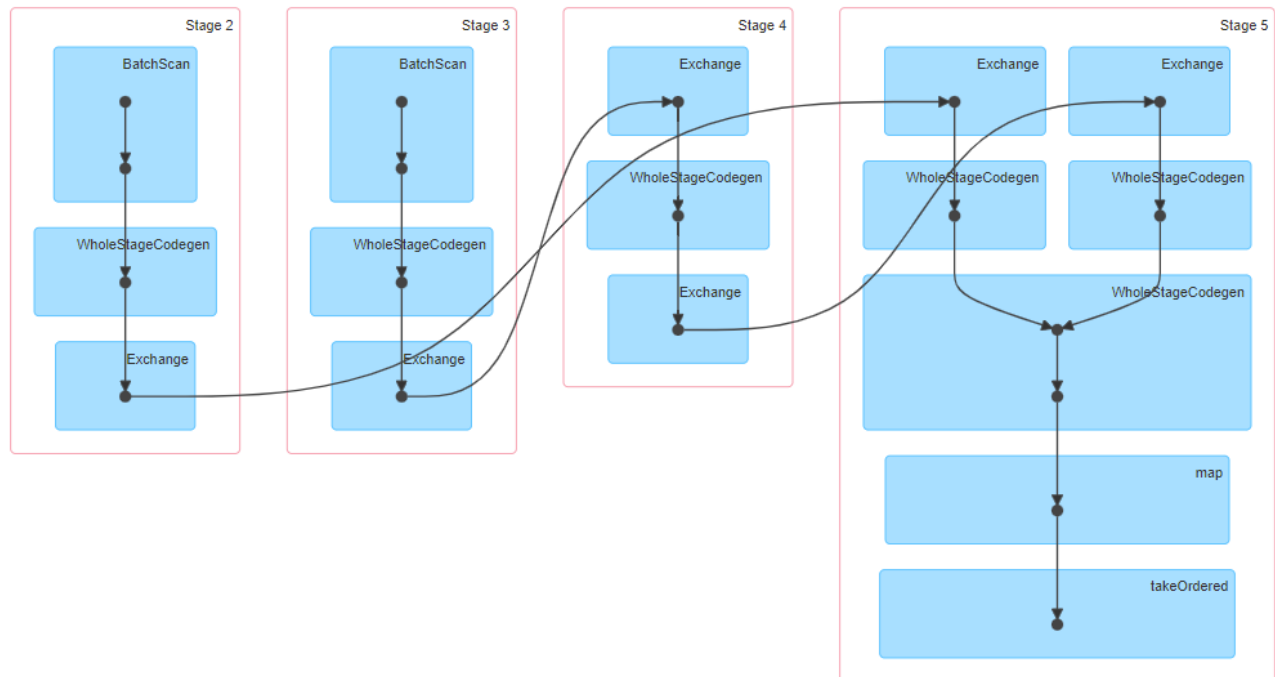 Stage 2
BatchScan
WholeStageCodegen
Exchange
Stage 3
BatchScan
WholeStageCodegen
Exchange
Stage 4
Exchange
WholeStageCodegen
Exchange
Stage 5
Exchange
Exchange
WholeStageCodegen
WholeStageCodegen
WholeStageCodegen
map
takeOrdered